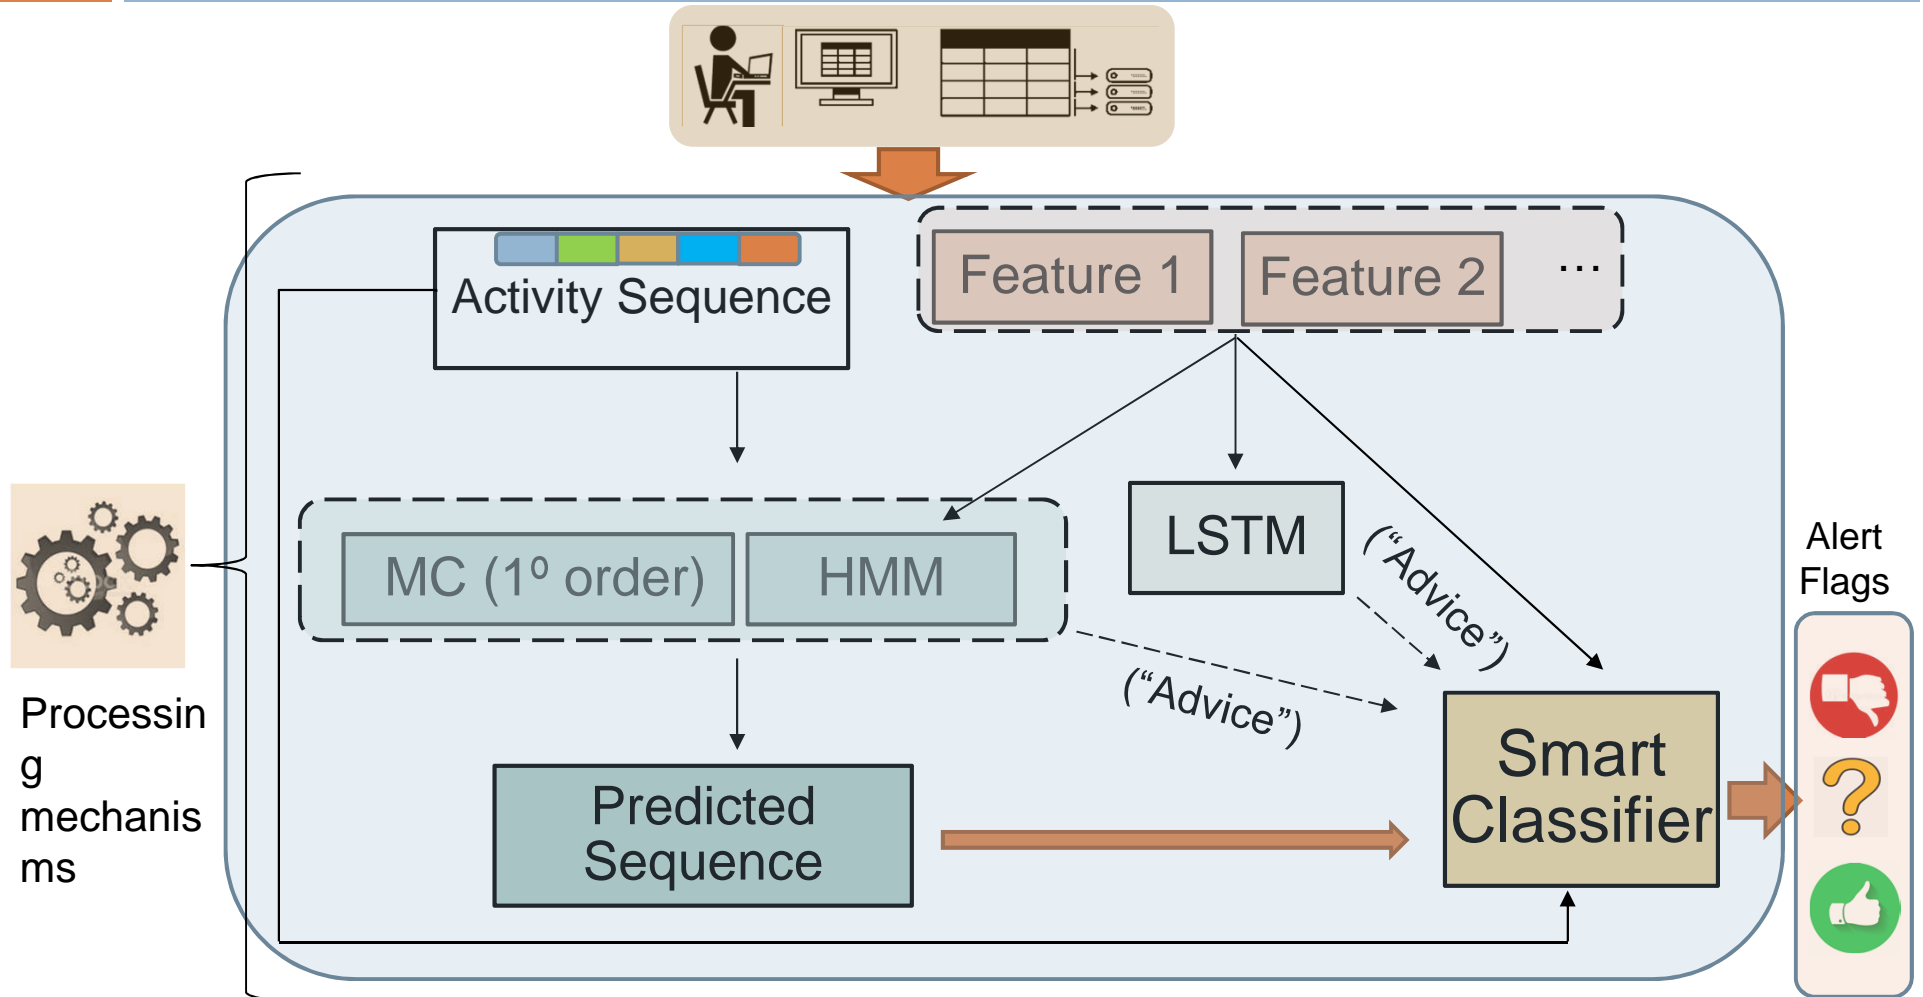 Activity Sequence
Feature 1
Feature 2
...
MC (1º order)
HMM
LSTM
(“Advice”)
(“Advice”)
Predicted
Sequence
Smart
Classifier
Processin
g
mechanis
ms
Alert
Flags
?